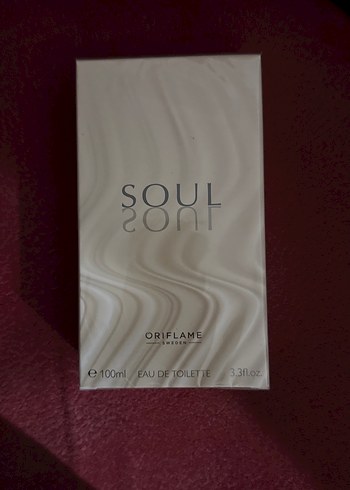 SOUL
ORIFLAME
SWEDEN
℮ 100ml EAU DE TOILETTE 3.3fl.oz.